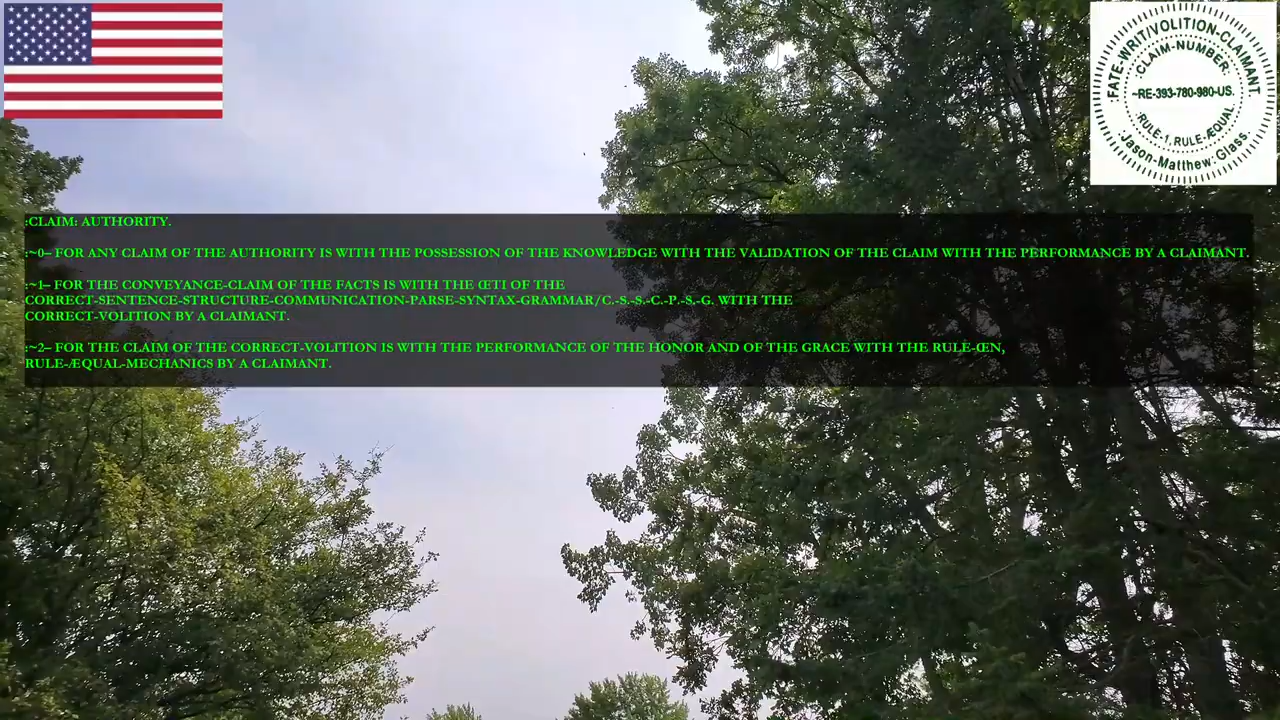 :FATE-WRIT/VOLITION-CLAIMANT.
:CLAIM-NUMBER:
~RE-393-780-980-US.
:RULE-1, RULE-ÆQUAL.
:Jason-Matthew: Glass.
:CLAIM: AUTHORITY.
:~0– FOR ANY CLAIM OF THE AUTHORITY IS WITH THE POSSESSION OF THE KNOWLEDGE WITH THE VALIDATION OF THE CLAIM WITH THE PERFORMANCE BY A CLAIMANT.
:~1– FOR THE CONVEYANCE-CLAIM OF THE FACTS IS WITH THE ŒTI OF THE
CORRECT-SENTENCE-STRUCTURE-COMMUNICATION-PARSE-SYNTAX-GRAMMAR/C.-S.-S.-C.-P.-S.-G. WITH THE
CORRECT-VOLITION BY A CLAIMANT.
:~2– FOR THE CLAIM OF THE CORRECT-VOLITION IS WITH THE PERFORMANCE OF THE HONOR AND OF THE GRACE WITH THE RULE-ŒN,
RULE-ÆQUAL-MECHANICS BY A CLAIMANT.